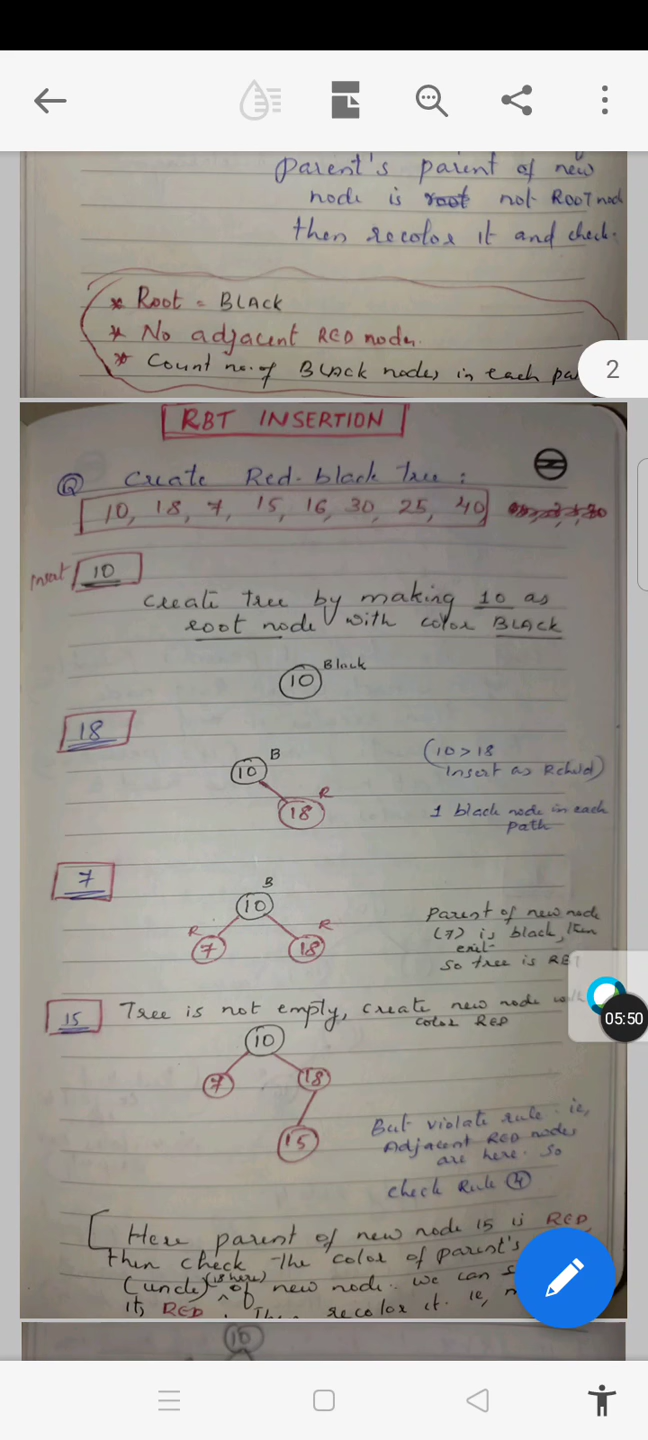 parent's parent of new
node is root not ROOT nod
then recolor it and check.
* Root = BLACK
* No adjacent RED nodes.
* Count no. of BLACK nodes in each pa
2
RBT INSERTION
Q Create Red-black tree :
10, 18, 7, 15, 16, 30, 25, 40
Insert 10
create tree by making 10 as
root node with color BLACK
Black
10
18
B
10
R
18
(10 > 18
Insert as Rchild)
1 black node in each
path
7
B
10
R
R
7
18
Parent of new node
(7) is black, then
exit
So tree is RBT
15 Tree is not empty, create new node with
color RED
10
7
18
15
05:50
But violate rule ie,
Adjacent RED nodes
are here. So
check Rule 4
[Here parent of new node 15 is RED,
then check the color of parent's
(uncle) (18 here) of new node. we can s
its RED. Then recolor it. ie,
10